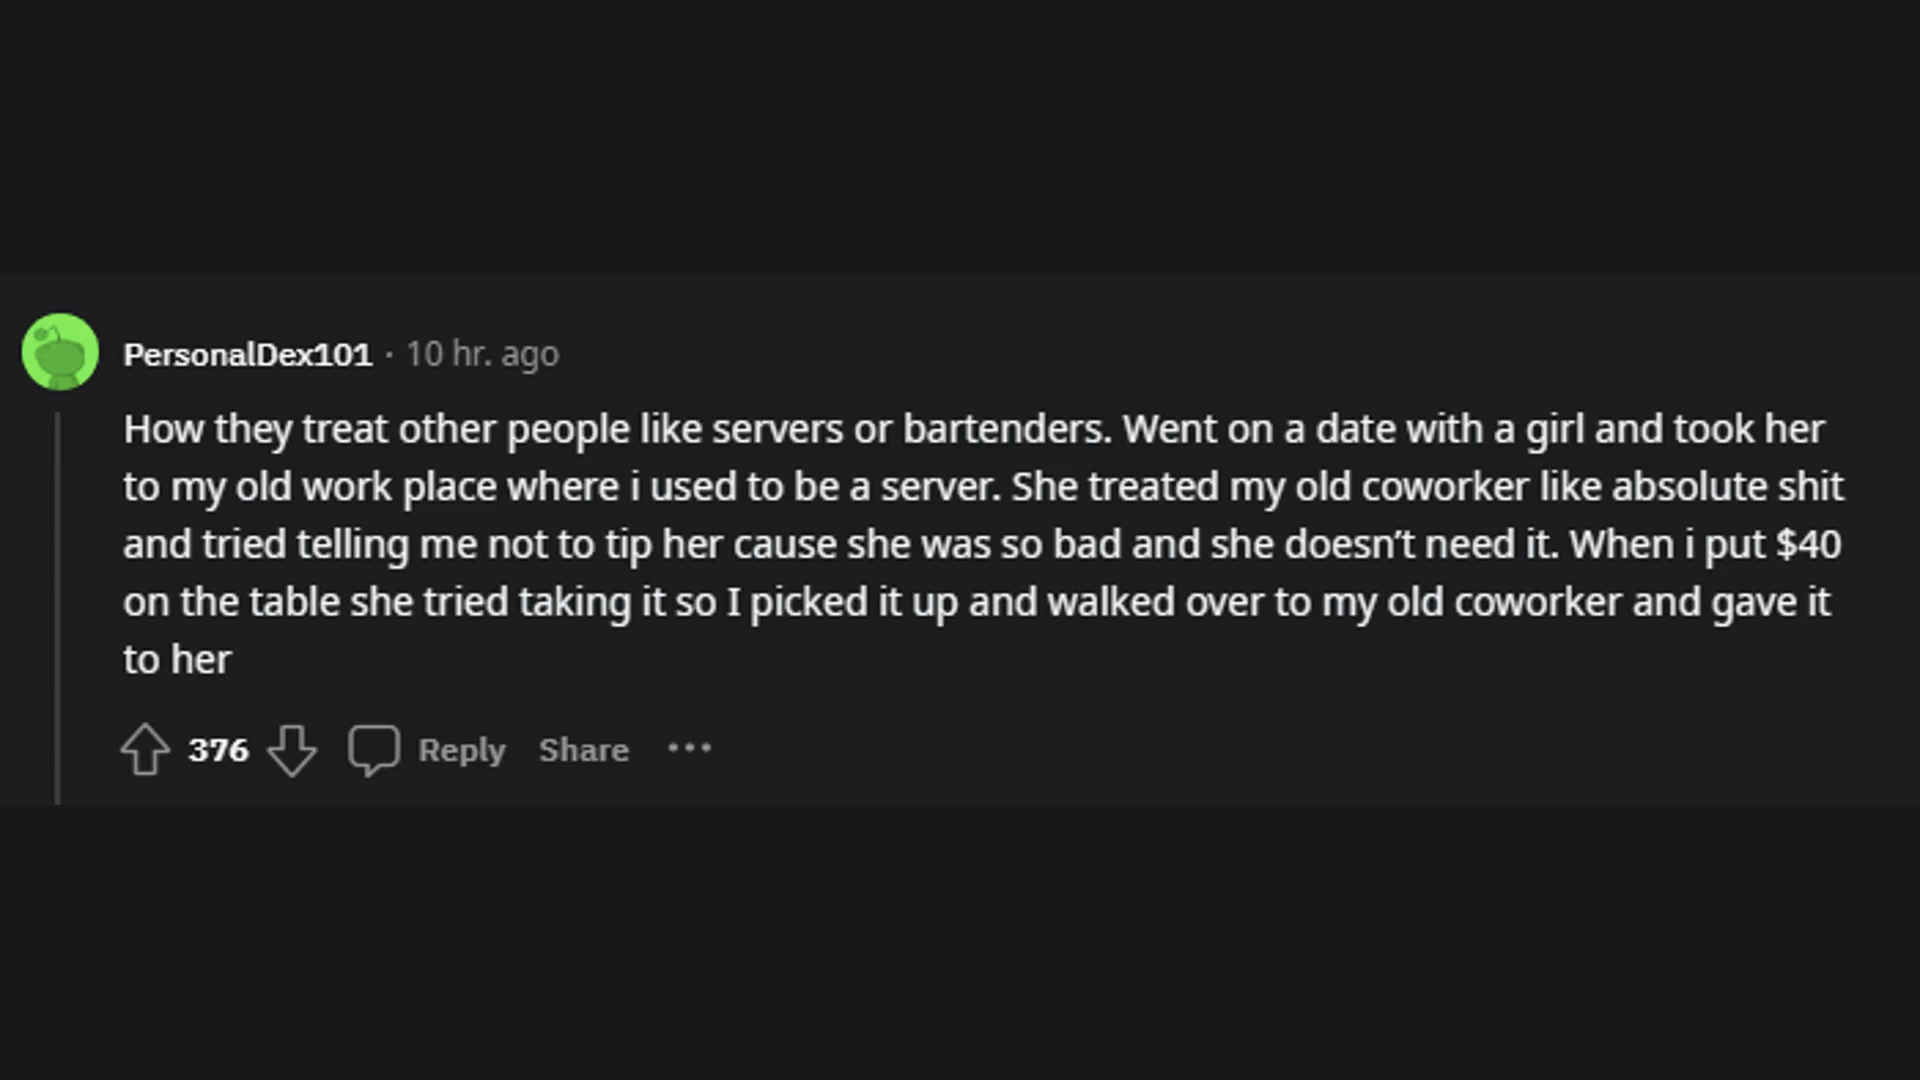 PersonalDex101 · 10 hr. ago
How they treat other people like servers or bartenders. Went on a date with a girl and took her
to my old work place where i used to be a server. She treated my old coworker like absolute shit
and tried telling me not to tip her cause she was so bad and she doesn’t need it. When i put $40
on the table she tried taking it so I picked it up and walked over to my old coworker and gave it
to her
376 Reply Share ···